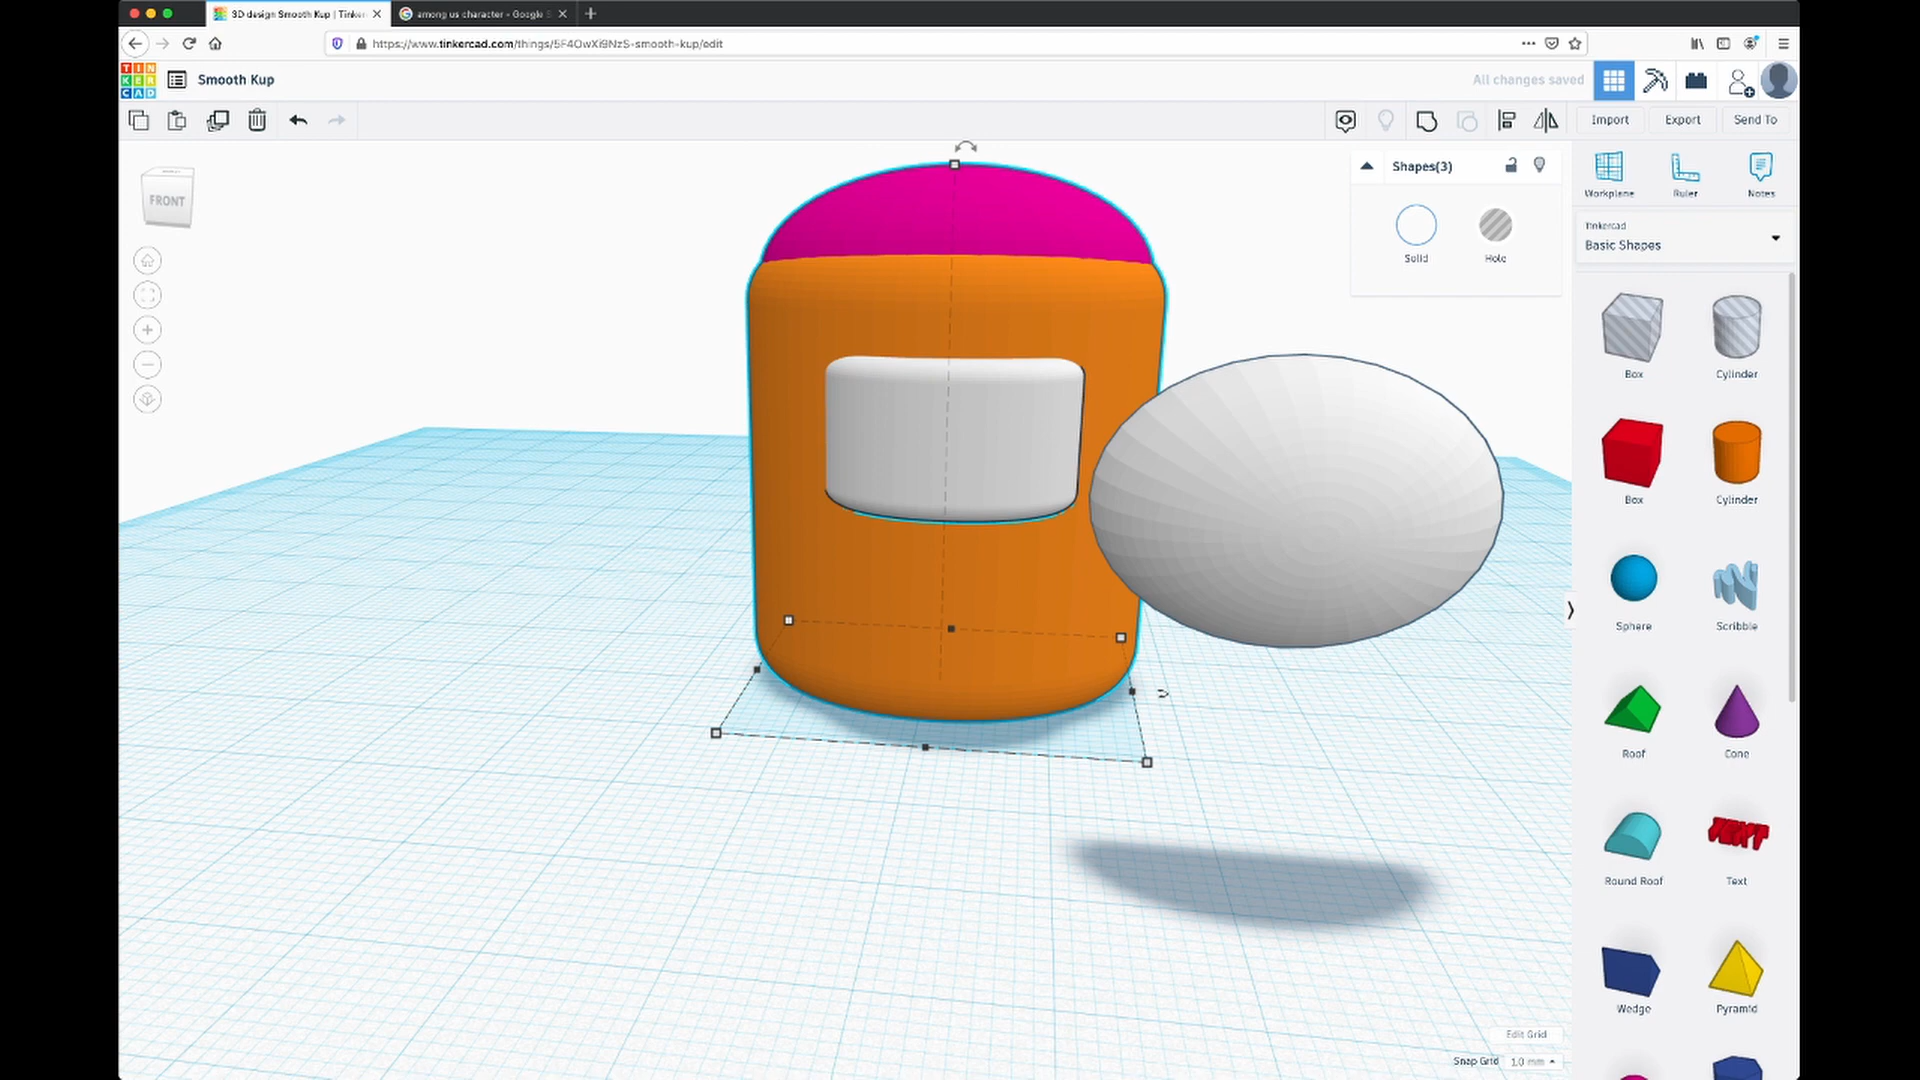 3D design Smooth Kup | Tinker
among us character - Google S
https://www.tinkercad.com/things/5F4OwXi9NzS-smooth-kup/edit
TIN
KER
CAD
Smooth Kup
All changes saved
Import
Export
Send To
FRONT
Shapes(3)
Solid
Hole
Workplane
Ruler
Notes
Tinkercad
Basic Shapes
Box
Cylinder
Box
Cylinder
Sphere
Scribble
Roof
Cone
TEXT
Round Roof
Text
Wedge
Pyramid
Edit Grid
Snap Grid
1.0 mm